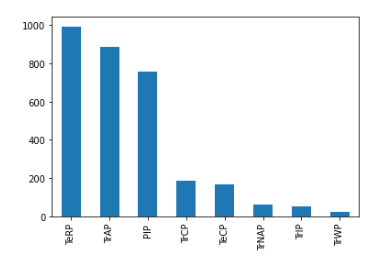 1000
800
600
400
200
0
TeRP
TrAP
PIP
TrCP
TeCP
TrNAP
TrIP
TrWP